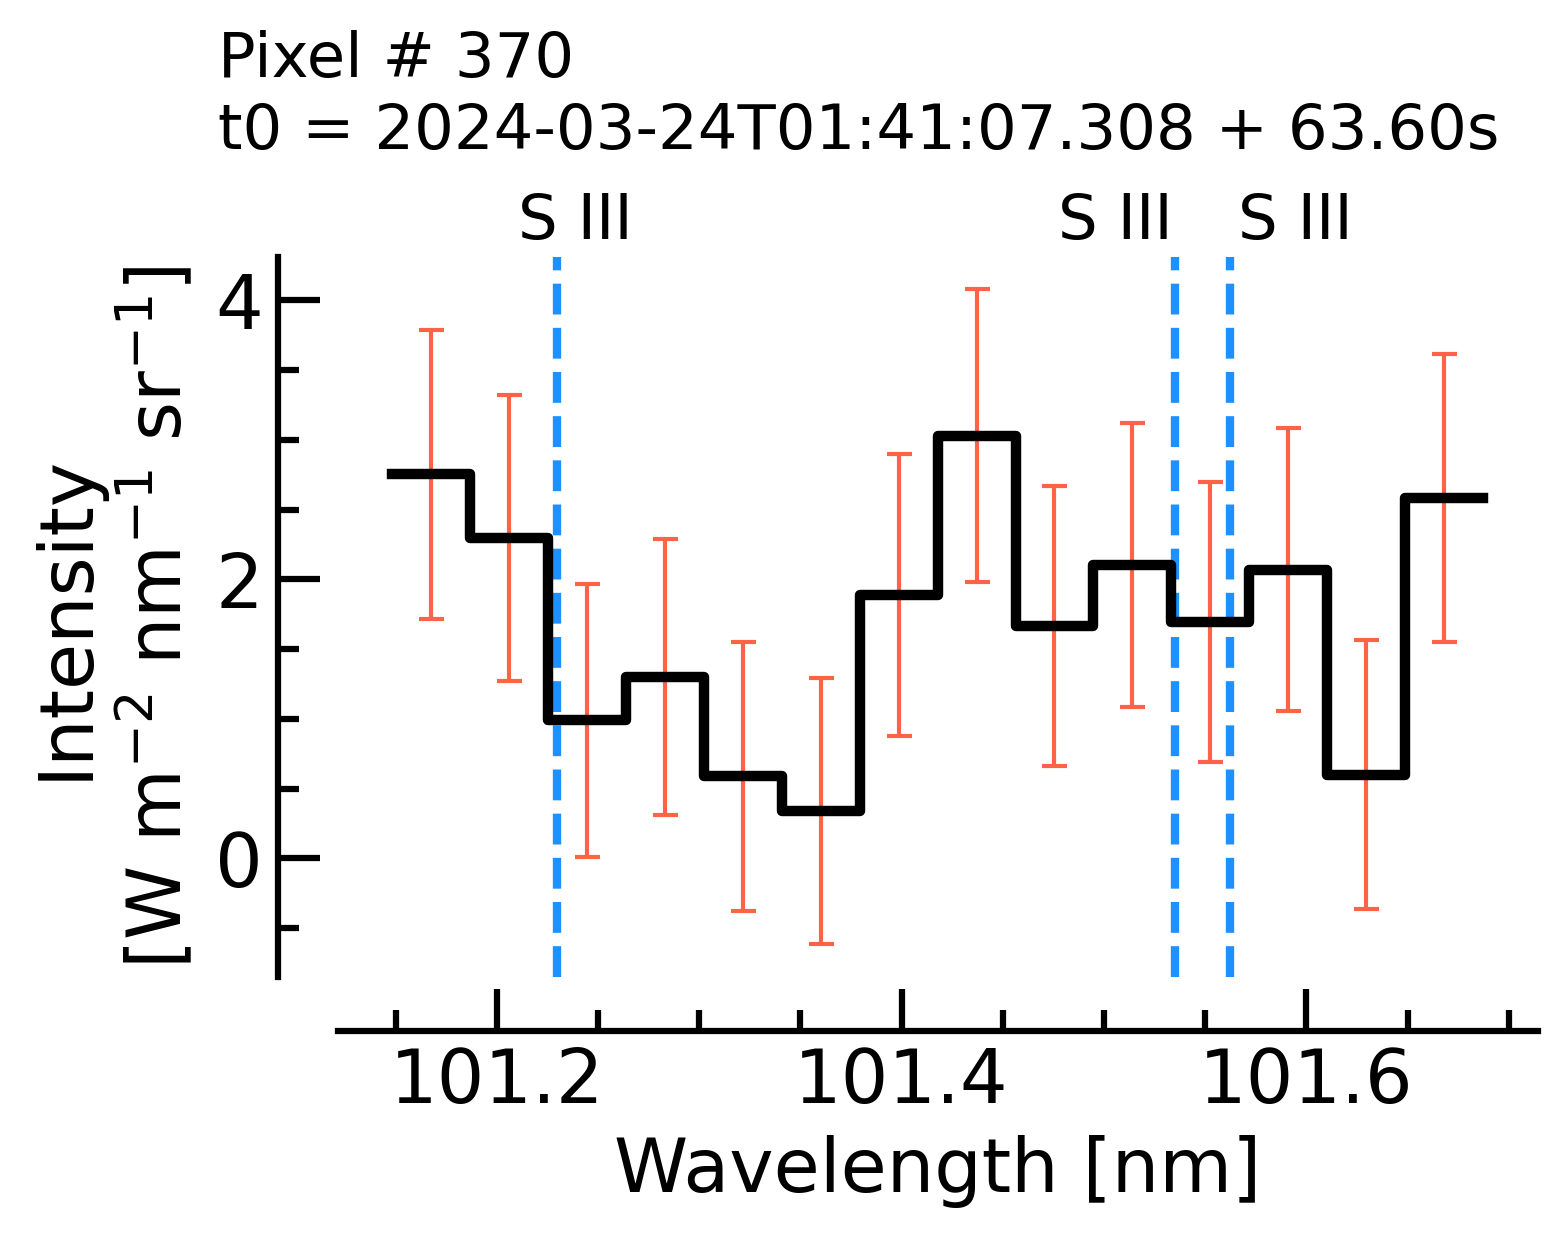 Pixel # 370
t0 = 2024-03-24T01:41:07.308 + 63.60s
S III S III S III
Intensity
[W m⁻² nm⁻¹ sr⁻¹]
4
2
0
101.2 101.4 101.6
Wavelength [nm]